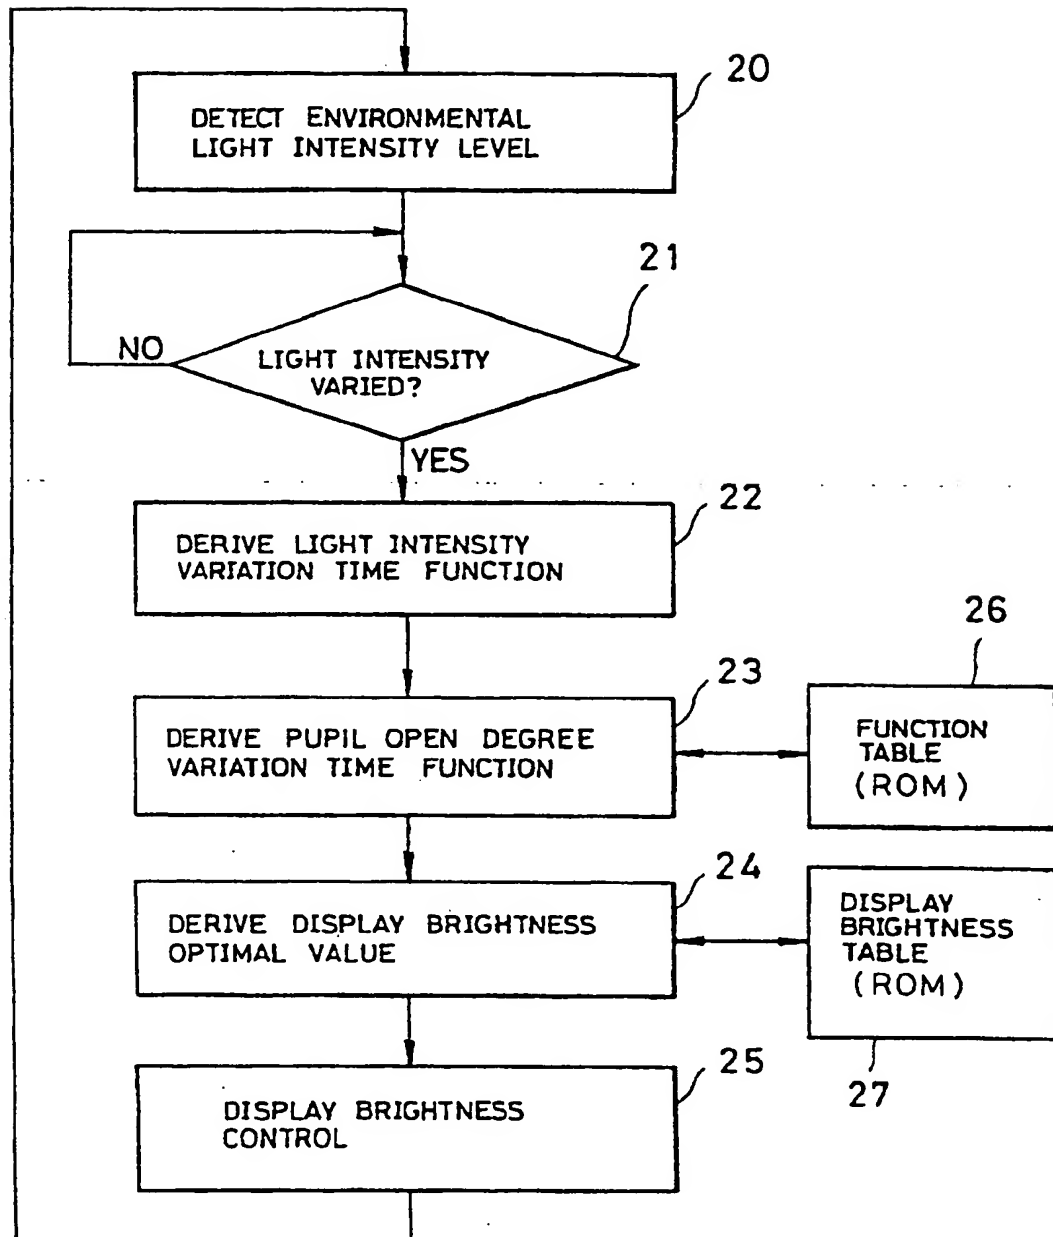 20
DETECT ENVIRONMENTAL
LIGHT INTENSITY LEVEL
21
NO
LIGHT INTENSITY
VARIED?
YES
22
DERIVE LIGHT INTENSITY
VARIATION TIME FUNCTION
23
DERIVE PUPIL OPEN DEGREE
VARIATION TIME FUNCTION
26
FUNCTION
TABLE
(ROM)
24
DERIVE DISPLAY BRIGHTNESS
OPTIMAL VALUE
DISPLAY
BRIGHTNESS
TABLE
(ROM)
27
25
DISPLAY BRIGHTNESS
CONTROL